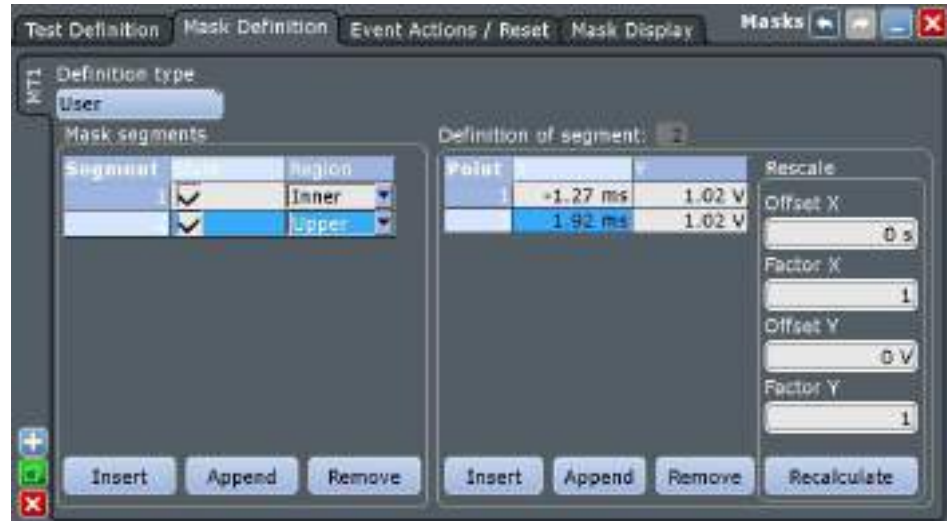 Test Definition Mask Definition Event Actions / Reset Mask Display Masks
MT1
Definition type
User
Mask segments
Definition of segment: 2
Segment State Region
1 Inner
Upper
Point X Y
1 -1.27 ms 1.02 V
1.92 ms 1.02 V
Rescale
Offset X
0 s
Factor X
1
Offset Y
0 V
Factor Y
1
Insert Append Remove
Insert Append Remove
Recalculate